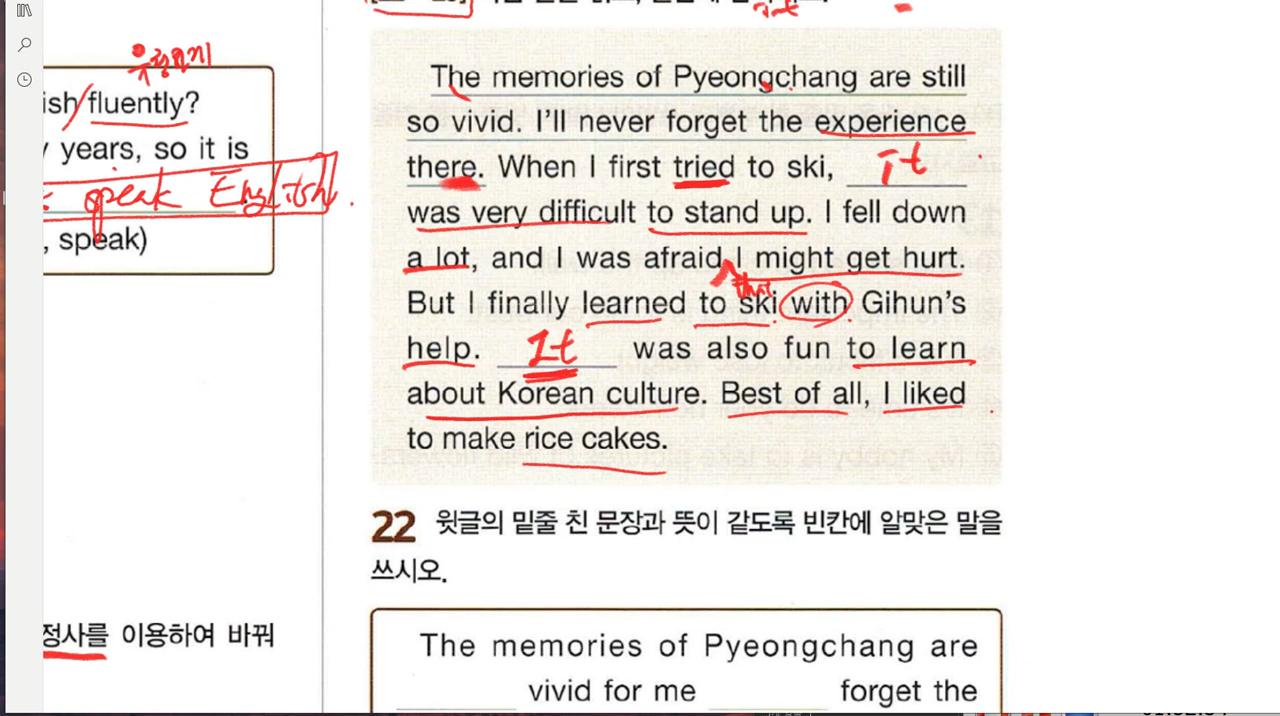 유창하게
ish/fluently?
years, so it is
speak English.
, speak)
정사를 이용하여 바꿔
it
The memories of Pyeongchang are still
so vivid. I'll never forget the experience
there. When I first tried to ski, it
was very difficult to stand up. I fell down
a lot, and I was afraid I might get hurt.
that
But I finally learned to ski with Gihun's
help. It was also fun to learn
about Korean culture. Best of all, I liked
to make rice cakes.
22 윗글의 밑줄 친 문장과 뜻이 같도록 빈칸에 알맞은 말을
쓰시오.
The memories of Pyeongchang are
vivid for me forget the